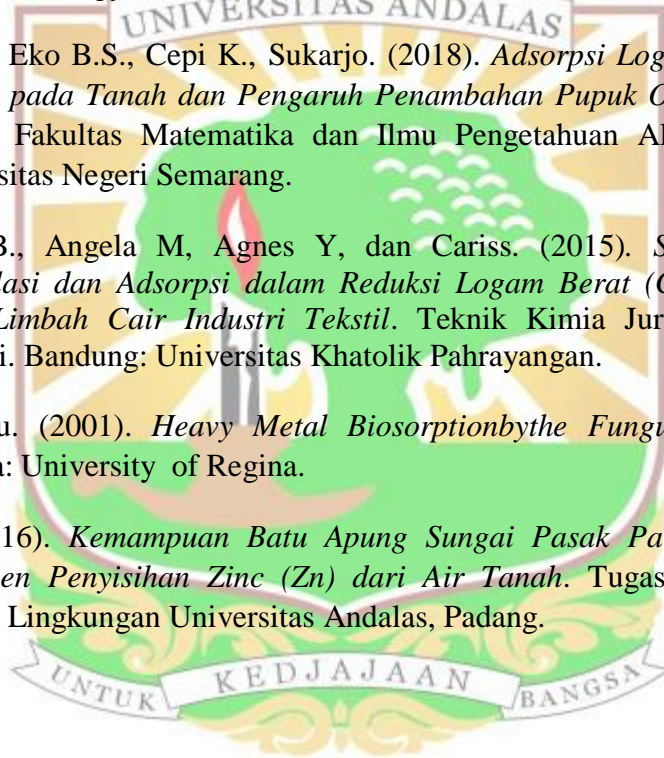 UNIVERSITAS ANDALAS
Eko B.S., Cepi K., Sukarjo. (2018). Adsorpsi Log
pada Tanah dan Pengaruh Penambahan Pupuk O
Fakultas Matematika dan Ilmu Pengetahuan Al
sitas Negeri Semarang.
B., Angela M, Agnes Y, dan Cariss. (2015). S
lasi dan Adsorpsi dalam Reduksi Logam Berat (C
Limbah Cair Industri Tekstil. Teknik Kimia Jur
i. Bandung: Universitas Khatolik Pahrayangan.
u. (2001). Heavy Metal Biosorptionbythe Fungu
a: University of Regina.
16). Kemampuan Batu Apung Sungai Pasak Pa
en Penyisihan Zinc (Zn) dari Air Tanah. Tugas
Lingkungan Universitas Andalas, Padang.
UNTUK KEDJAJAAN BANGSA